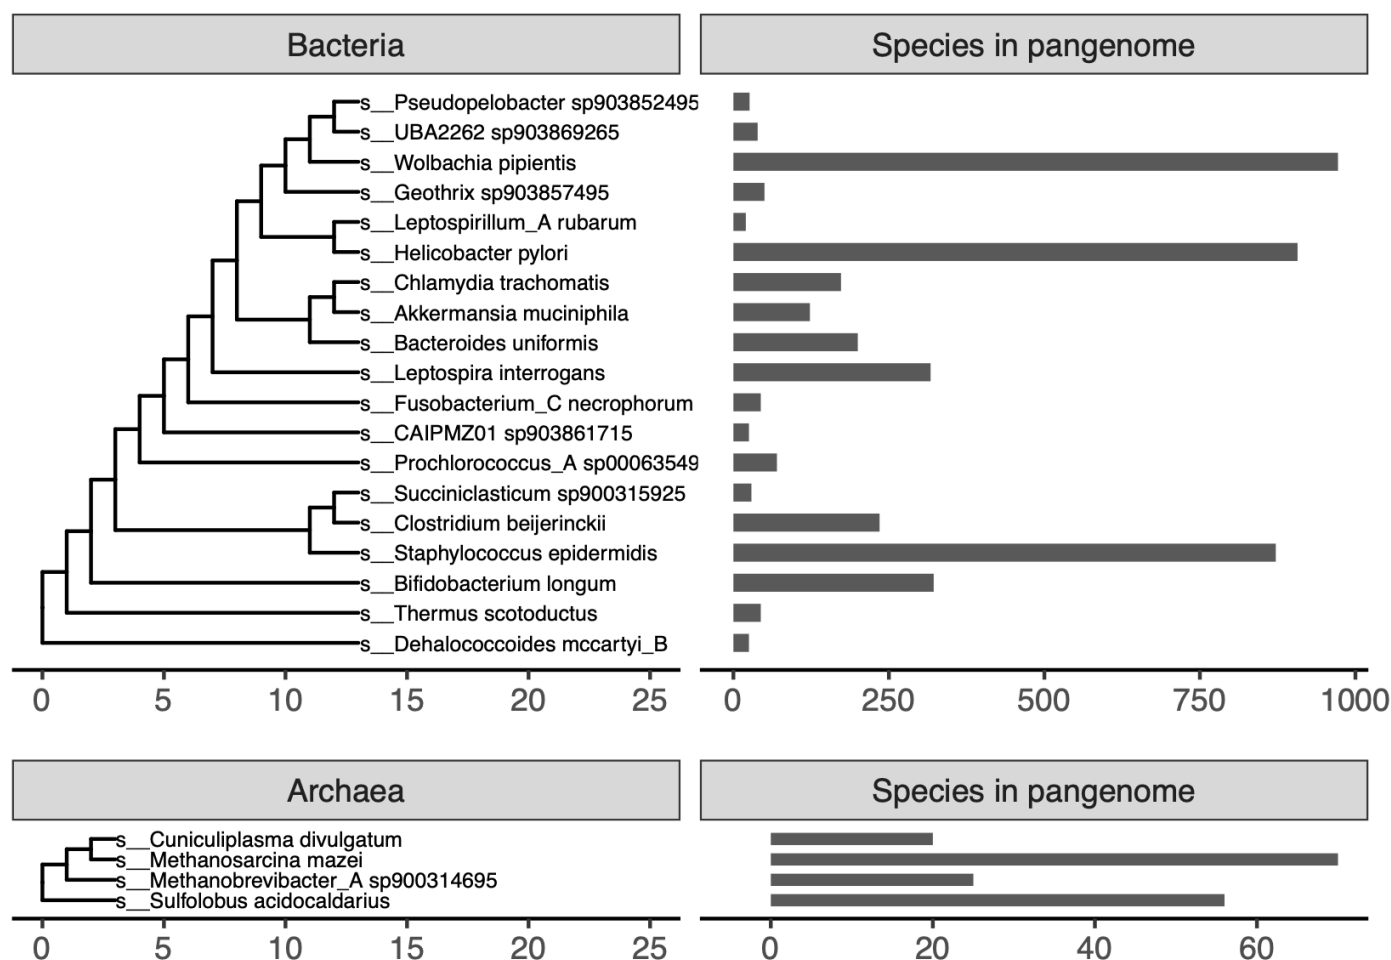 Bacteria
Species in pangenome
s__Pseudopelobacter sp903852495
s__UBA2262 sp903869265
s__Wolbachia pipientis
s__Geothrix sp903857495
s__Leptospirillum_A rubarum
s__Helicobacter pylori
s__Chlamydia trachomatis
s__Akkermansia muciniphila
s__Bacteroides uniformis
s__Leptospira interrogans
s__Fusobacterium_C necrophorum
s__CAIPMZ01 sp903861715
s__Prochlorococcus_A sp00063549
s__Succiniclasticum sp900315925
s__Clostridium beijerinckii
s__Staphylococcus epidermidis
s__Bifidobacterium longum
s__Thermus scotoductus
s__Dehalococcoides mccartyi_B
0 5 10 15 20 25
0 250 500 750 1000
Archaea
Species in pangenome
s__Cuniculiplasma divulgatum
s__Methanosarcina mazei
s__Methanobrevibacter_A sp900314695
s__Sulfolobus acidocaldarius
0 5 10 15 20 25
0 20 40 60